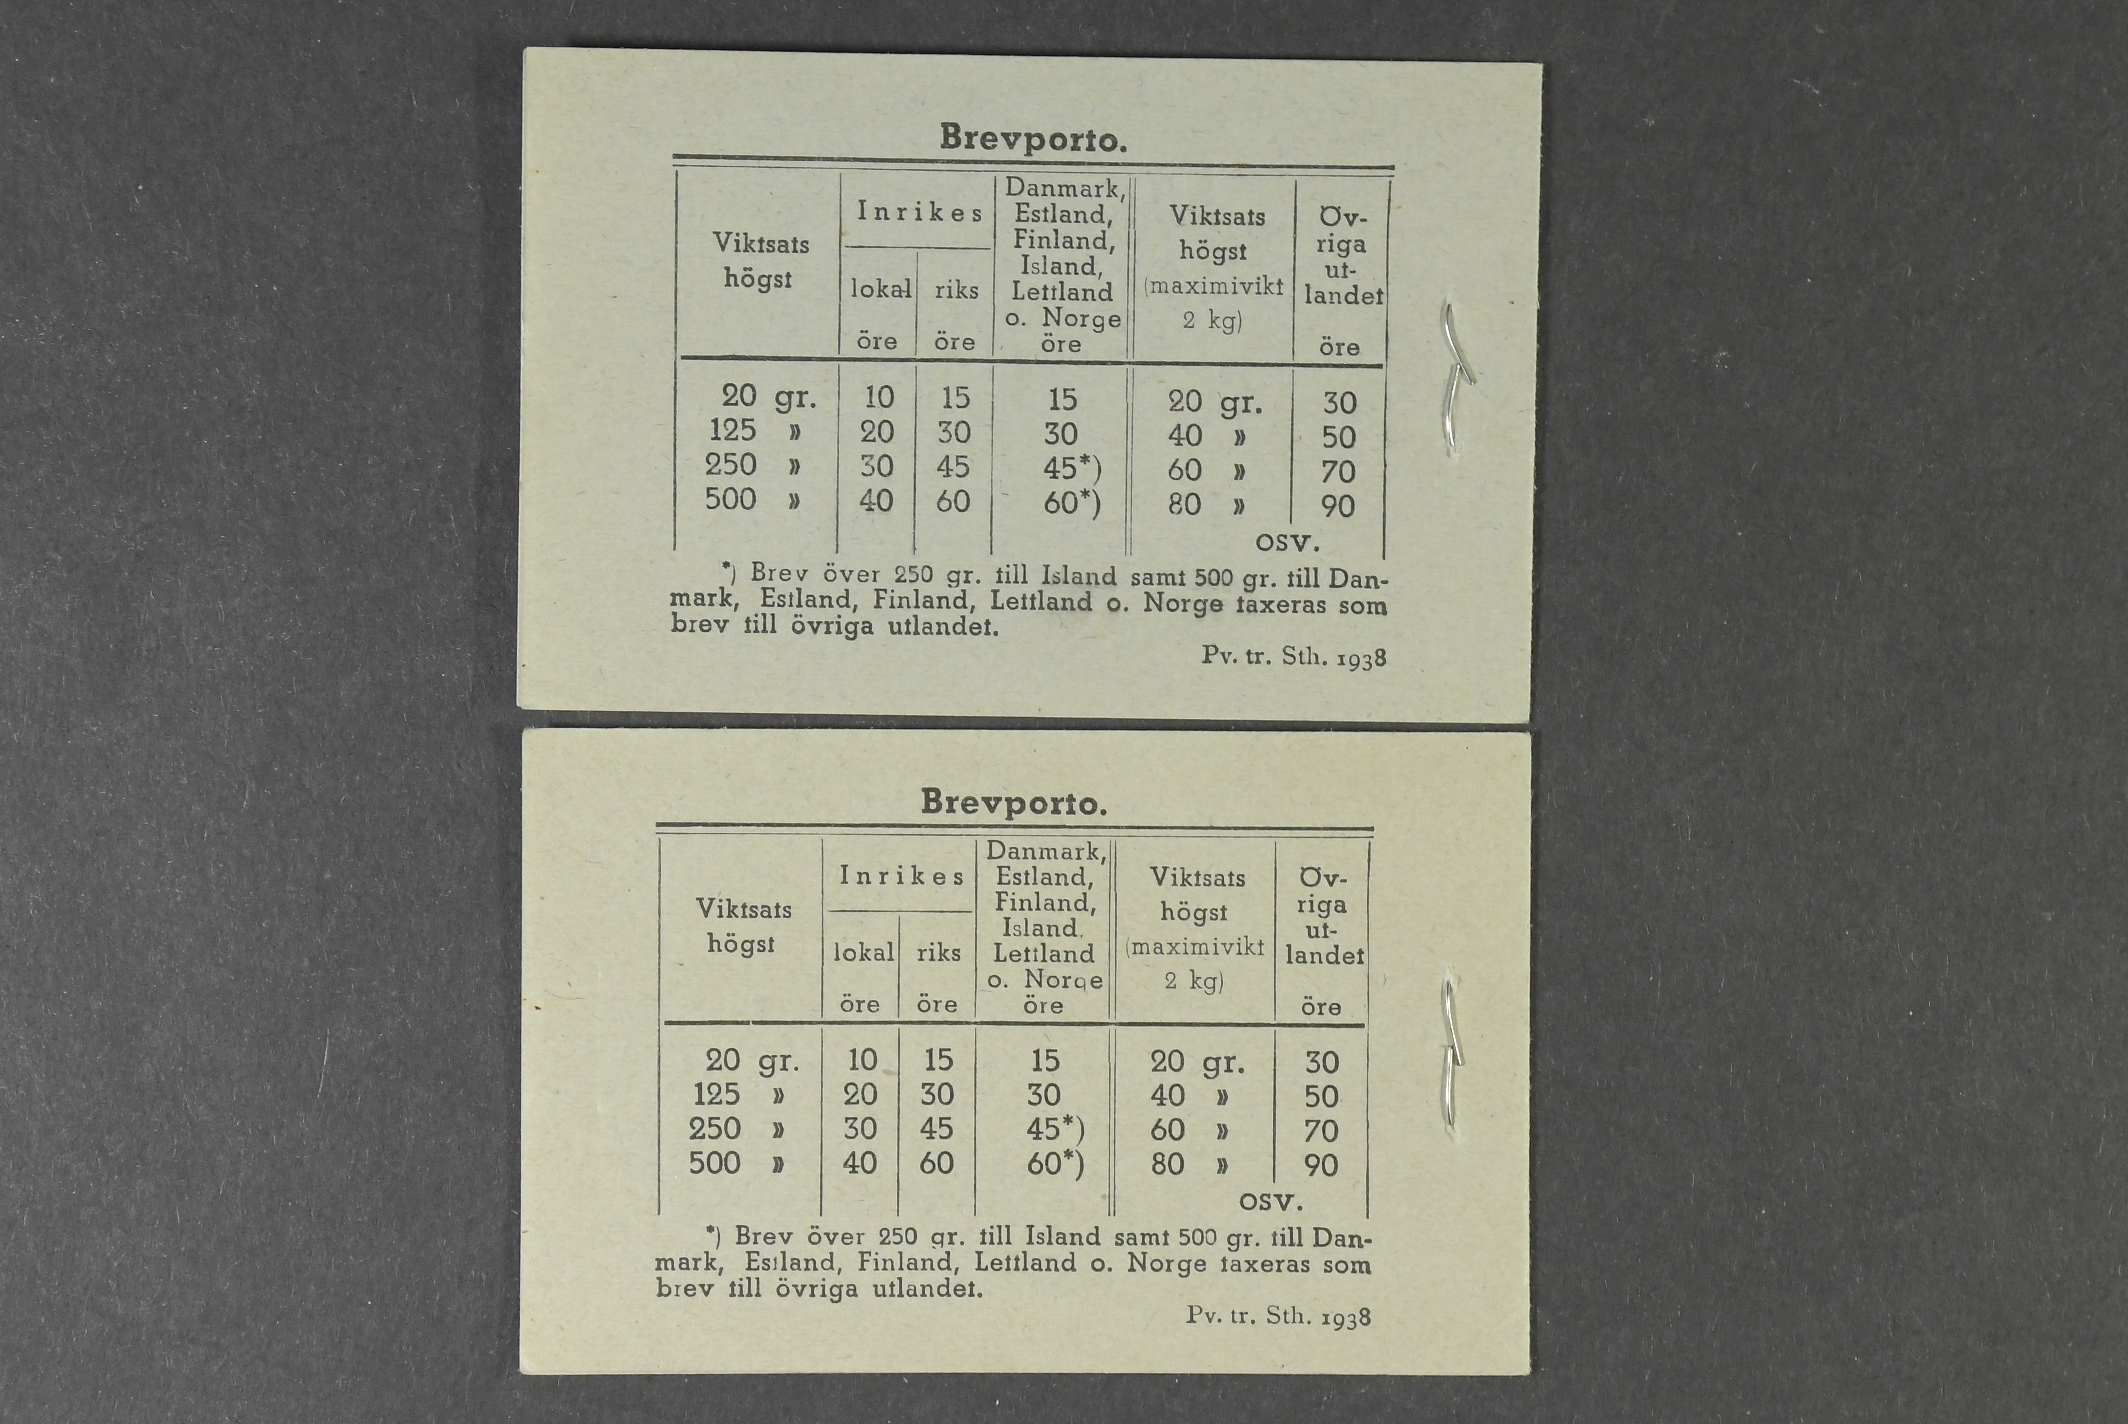 Brevporto.
Viktsats högst | Inrikes | Danmark, Estland, Finland, Island, Lettland o. Norge öre | Viktsats högst (maximivikt 2 kg) | Öv-riga ut-landet öre
lokal öre | riks öre
20 gr. 10 15 15 20 gr. 30
125 » 20 30 30 40 » 50
250 » 30 45 45*) 60 » 70
500 » 40 60 60*) 80 » 90
osv.
*) Brev över 250 gr. till Island samt 500 gr. till Dan-
mark, Estland, Finland, Lettland o. Norge taxeras som
brev till övriga utlandet.
Pv. tr. Sth. 1938
Brevporto.
Viktsats högst | Inrikes | Danmark, Estland, Finland, Island, Lettland o. Norge öre | Viktsats högst (maximivikt 2 kg) | Öv-riga ut-landet öre
lokal öre | riks öre
20 gr. 10 15 15 20 gr. 30
125 » 20 30 30 40 » 50
250 » 30 45 45*) 60 » 70
500 » 40 60 60*) 80 » 90
osv.
*) Brev över 250 gr. till Island samt 500 gr. till Dan-
mark, Estland, Finland, Lettland o. Norge taxeras som
brev till övriga utlandet.
Pv. tr. Sth. 1938